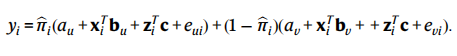 yᵢ = π̂ᵢ(aᵤ + 𝐱ᵢᵀ𝐛ᵤ + 𝐳ᵢᵀ𝐜 + eᵤᵢ) + (1 − π̂ᵢ)(aᵥ + 𝐱ᵢᵀ𝐛ᵥ + + 𝐳ᵢᵀ𝐜 + eᵥᵢ).